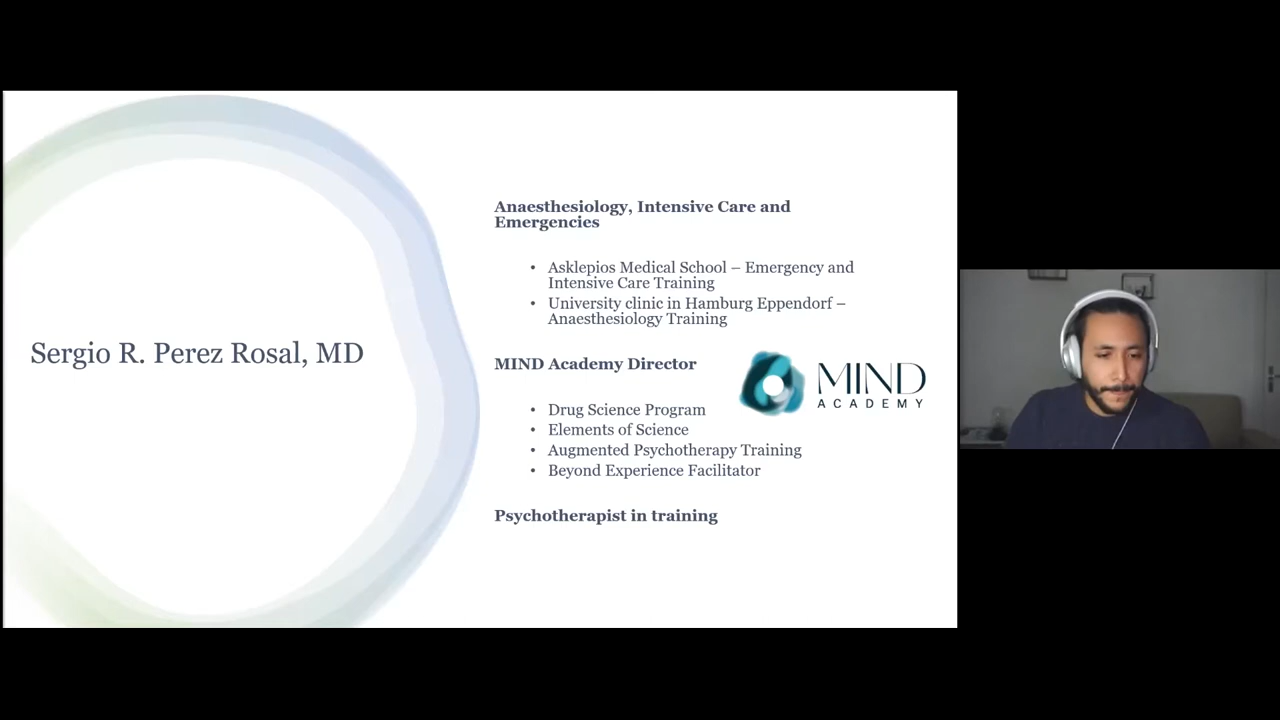 Sergio R. Perez Rosal, MD
Anaesthesiology, Intensive Care and
Emergencies
• Asklepios Medical School – Emergency and
Intensive Care Training
• University clinic in Hamburg Eppendorf –
Anaesthesiology Training
MIND Academy Director
MIND
ACADEMY
• Drug Science Program
• Elements of Science
• Augmented Psychotherapy Training
• Beyond Experience Facilitator
Psychotherapist in training